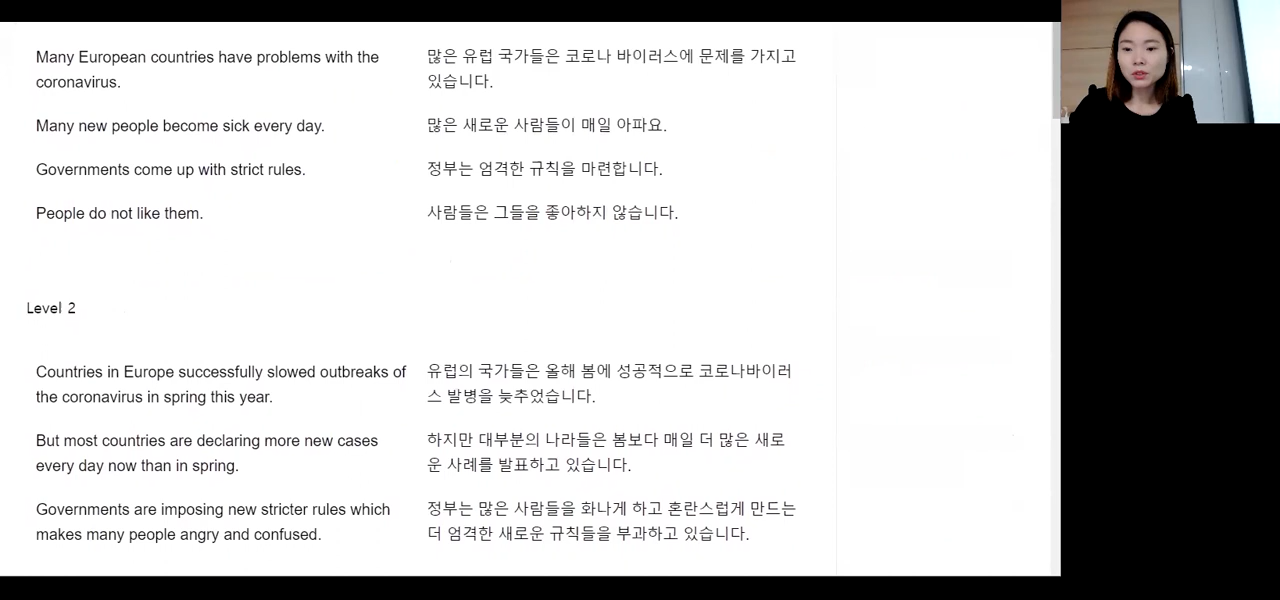 Many European countries have problems with the
coronavirus.
많은 유럽 국가들은 코로나 바이러스에 문제를 가지고
있습니다.
Many new people become sick every day.
많은 새로운 사람들이 매일 아파요.
Governments come up with strict rules.
정부는 엄격한 규칙을 마련합니다.
People do not like them.
사람들은 그들을 좋아하지 않습니다.
Level 2
Countries in Europe successfully slowed outbreaks of
the coronavirus in spring this year.
유럽의 국가들은 올해 봄에 성공적으로 코로나바이러
스 발병을 늦추었습니다.
But most countries are declaring more new cases
every day now than in spring.
하지만 대부분의 나라들은 봄보다 매일 더 많은 새로
운 사례를 발표하고 있습니다.
Governments are imposing new stricter rules which
makes many people angry and confused.
정부는 많은 사람들을 화나게 하고 혼란스럽게 만드는
더 엄격한 새로운 규칙들을 부과하고 있습니다.